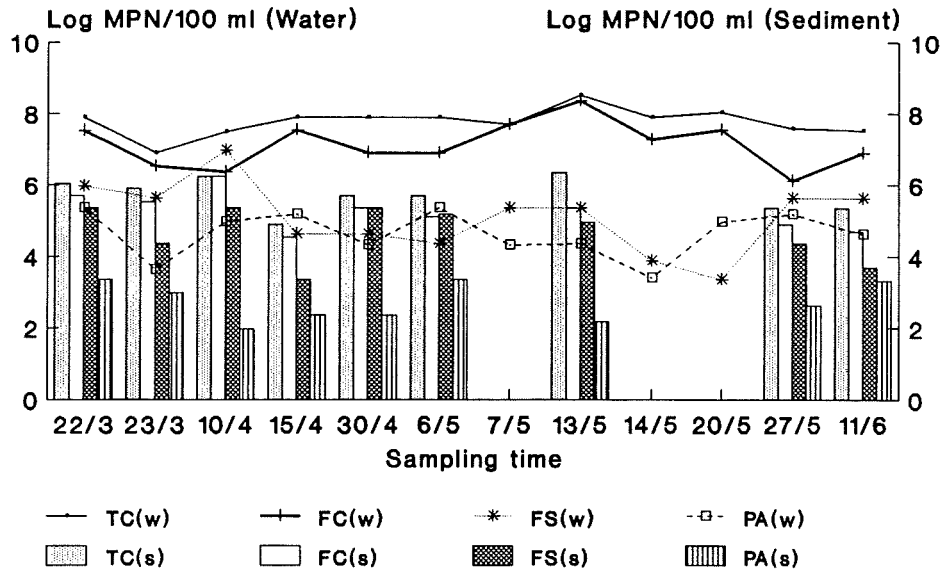 Log MPN/100 ml (Water) Log MPN/100 ml (Sediment)
10 10
8 8
6 6
4 4
2 2
0 0
22/3 23/3 10/4 15/4 30/4 6/5 7/5 13/5 14/5 20/5 27/5 11/6
Sampling time
TC(w) FC(w) FS(w) PA(w)
TC(s) FC(s) FS(s) PA(s)